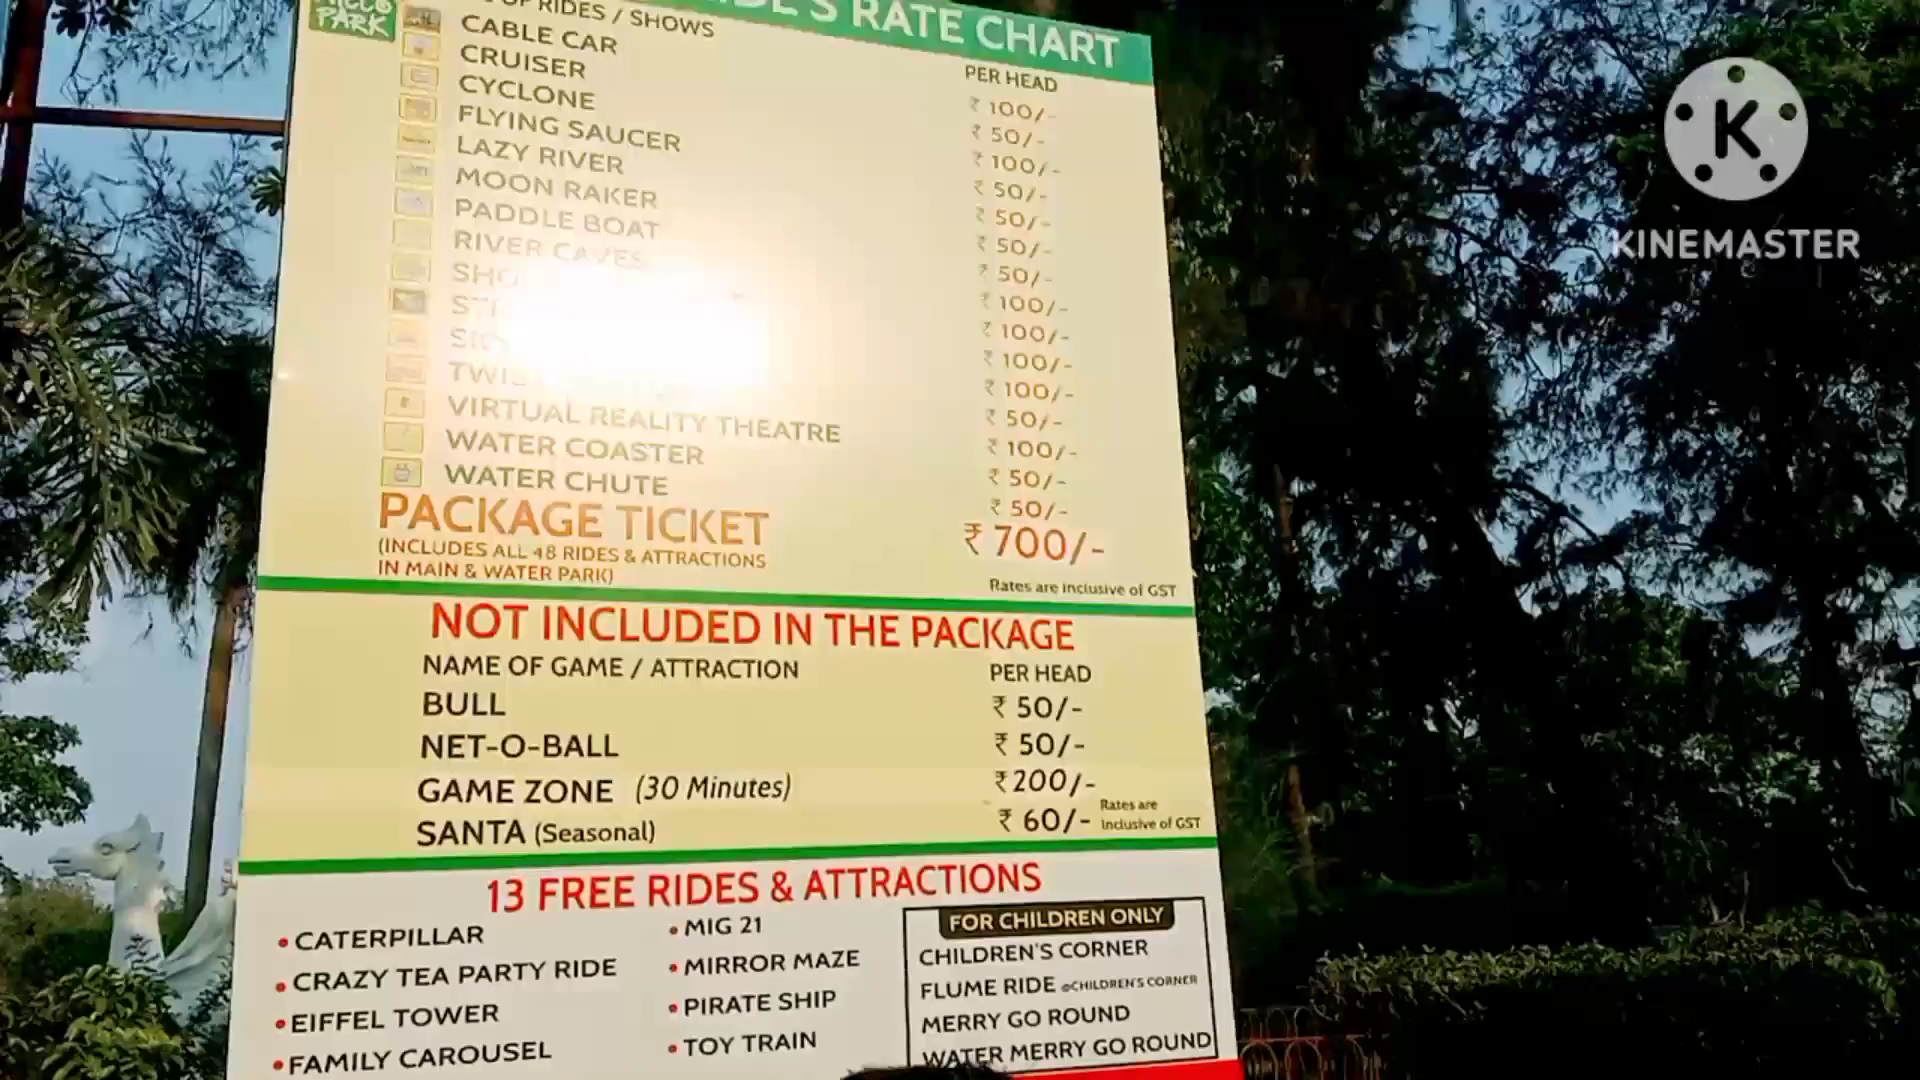 PARK
RIDES / SHOWS
RATE CHART
PER HEAD
CABLE CAR ₹ 100/-
CRUISER ₹ 50/-
CYCLONE ₹ 100/-
FLYING SAUCER ₹ 50/-
LAZY RIVER ₹ 50/-
MOON RAKER ₹ 50/-
PADDLE BOAT ₹ 50/-
RIVER CAVES ₹ 100/-
₹ 100/-
₹ 100/-
₹ 100/-
₹ 50/-
VIRTUAL REALITY THEATRE ₹ 100/-
WATER COASTER ₹ 50/-
WATER CHUTE ₹ 50/-
PACKAGE TICKET ₹ 700/-
(INCLUDES ALL 48 RIDES & ATTRACTIONS
IN MAIN & WATER PARK)
Rates are inclusive of GST
NOT INCLUDED IN THE PACKAGE
NAME OF GAME / ATTRACTION PER HEAD
BULL ₹ 50/-
NET-O-BALL ₹ 50/-
GAME ZONE (30 Minutes) ₹200/-
SANTA (Seasonal) ₹ 60/- Rates are
Inclusive of GST
13 FREE RIDES & ATTRACTIONS
• CATERPILLAR
• CRAZY TEA PARTY RIDE
• EIFFEL TOWER
• FAMILY CAROUSEL
• MIG 21
• MIRROR MAZE
• PIRATE SHIP
• TOY TRAIN
FOR CHILDREN ONLY
CHILDREN'S CORNER
FLUME RIDE @CHILDREN'S CORNER
MERRY GO ROUND
WATER MERRY GO ROUND
K
KINEMASTER